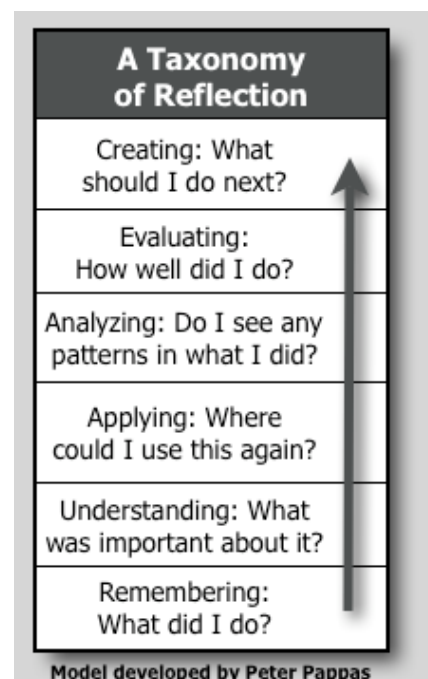 A Taxonomy
of Reflection
Creating: What
should I do next?
Evaluating:
How well did I do?
Analyzing: Do I see any
patterns in what I did?
Applying: Where
could I use this again?
Understanding: What
was important about it?
Remembering:
What did I do?
Model developed by Peter Pappas